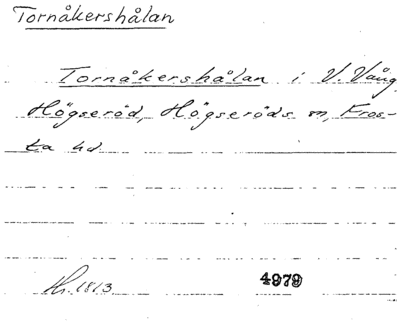 Tornåkershålan
Tornåkershålan i V. Vång
Högseröd, Högseröds sn, Fros-
ta hd
Hr. 1813 4979